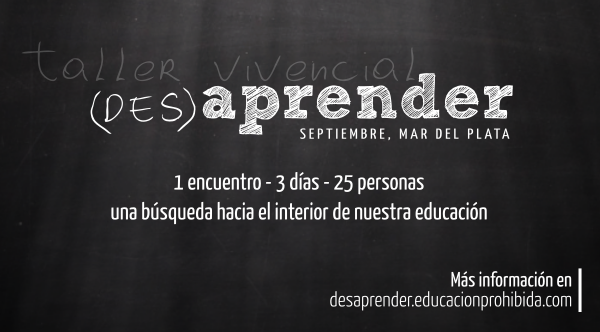 taller vivencial
(DES)aprender
SEPTIEMBRE, MAR DEL PLATA
1 encuentro - 3 días - 25 personas
una búsqueda hacia el interior de nuestra educación
Más información en
desaprender.educacionprohibida.com